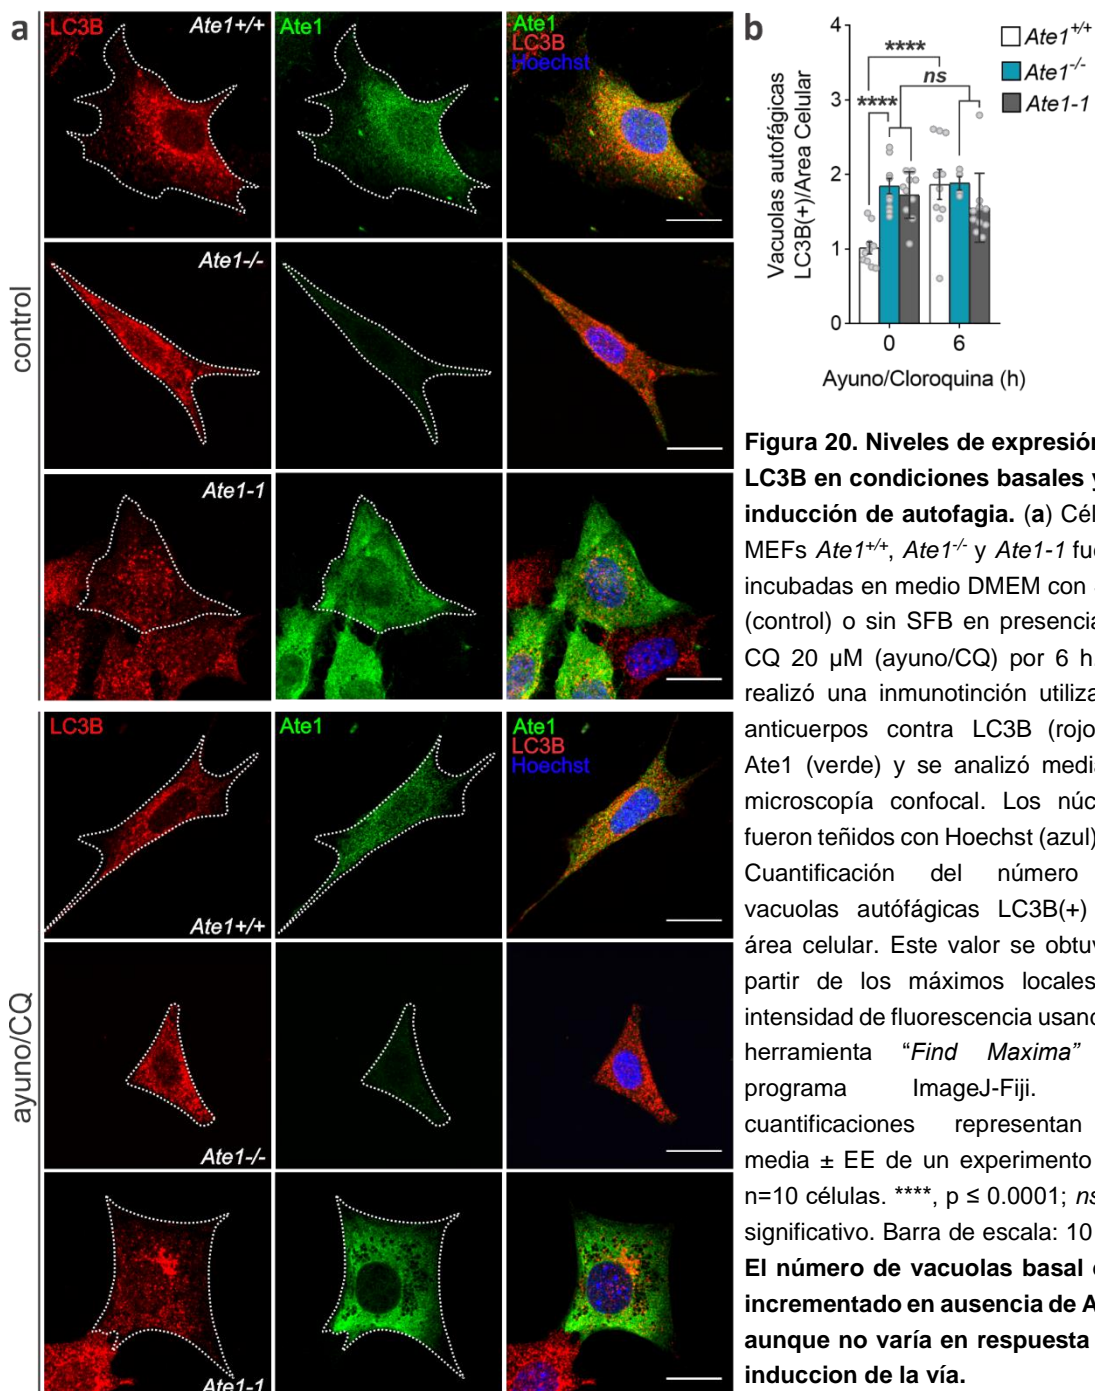 a
LC3B
Ate1+/+
Ate1
Ate1
LC3B
Hoechst
Ate1-/-
control
Ate1-1
LC3B
Ate1
Ate1
LC3B
Hoechst
Ate1+/+
ayuno/CQ
Ate1-/-
Ate1-1
b
Vacuolas autofágicas
LC3B(+)/Area Celular
4
3
2
1
0
****
****
ns
Ate1+/+
Ate1-/-
Ate1-1
0
6
Ayuno/Cloroquina (h)
Figura 20. Niveles de expresión
LC3B en condiciones basales y
inducción de autofagia. (a) Cél
MEFs Ate1+/+, Ate1-/- y Ate1-1 fue
incubadas en medio DMEM con
(control) o sin SFB en presencia
CQ 20 µM (ayuno/CQ) por 6 h.
realizó una inmunotinción utiliza
anticuerpos contra LC3B (rojo
Ate1 (verde) y se analizó media
microscopía confocal. Los núc
fueron teñidos con Hoechst (azul)
Cuantificación del número
vacuolas autófágicas LC3B(+)
área celular. Este valor se obtuv
partir de los máximos locales
intensidad de fluorescencia usanc
herramienta “Find Maxima”
programa ImageJ-Fiji.
cuantificaciones representan
media ± EE de un experimento
n=10 células. ****, p ≤ 0.0001; ns
significativo. Barra de escala: 10
El número de vacuolas basal e
incrementado en ausencia de A
aunque no varía en respuesta
induccion de la vía.